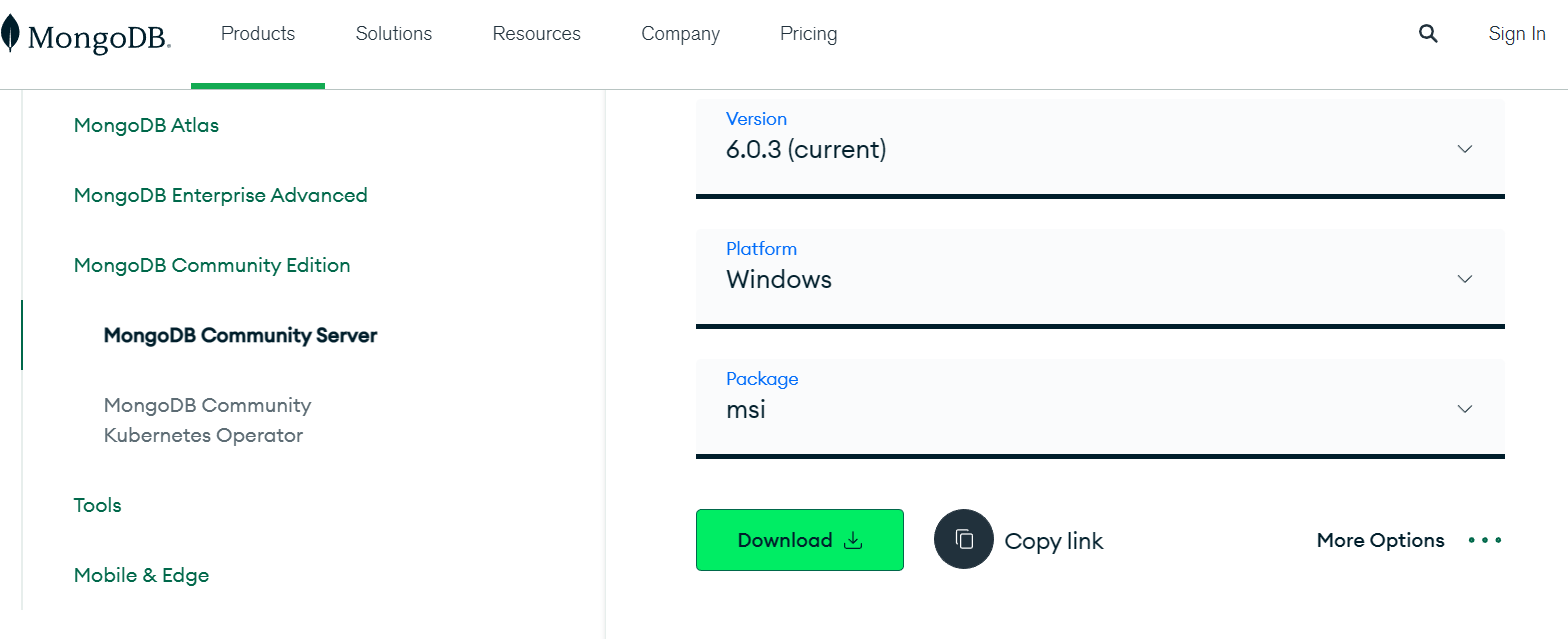 MongoDB.
Products
Solutions
Resources
Company
Pricing
Sign In
MongoDB Atlas
MongoDB Enterprise Advanced
MongoDB Community Edition
MongoDB Community Server
MongoDB Community
Kubernetes Operator
Tools
Mobile & Edge
Version
6.0.3 (current)
Platform
Windows
Package
msi
Download
Copy link
More Options